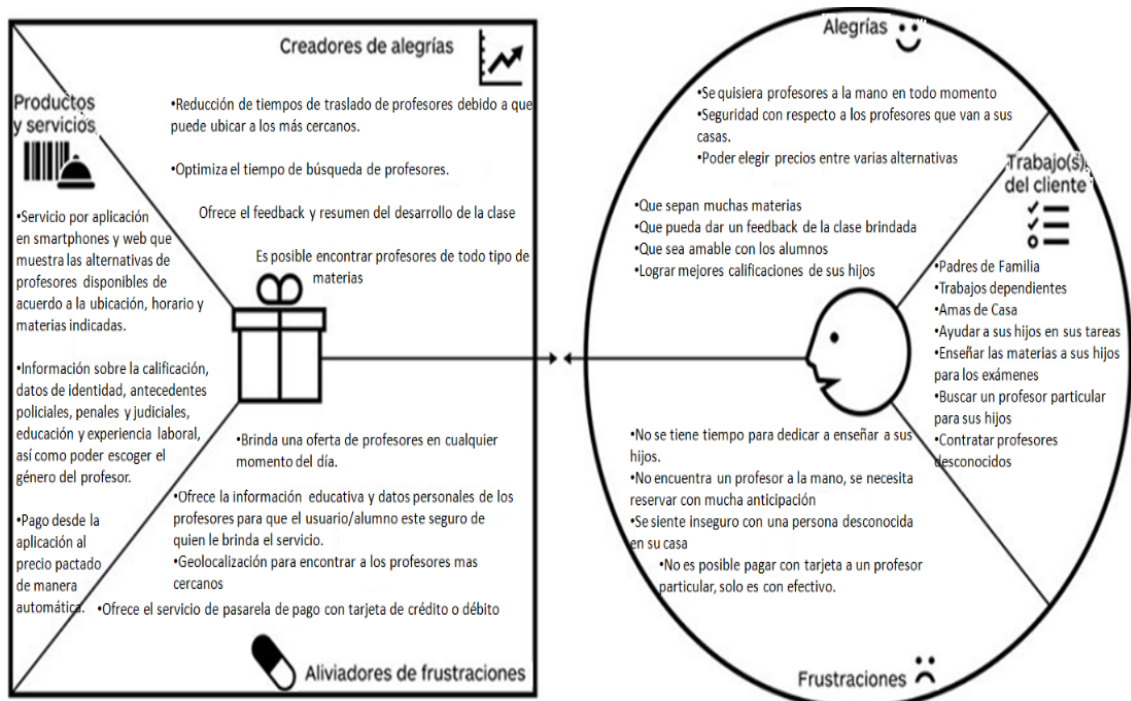 Creadores de alegrías
•Reducción de tiempos de traslado de profesores debido a que
puede ubicar a los más cercanos.
•Optimiza el tiempo de búsqueda de profesores.
Ofrece el feedback y resumen del desarrollo de la clase
Es posible encontrar profesores de todo tipo de
materias
Productos
y servicios
•Servicio por aplicación
en smartphones y web que
muestra las alternativas de
profesores disponibles de
acuerdo a la ubicación, horario y
materias indicadas.
•Información sobre la calificación,
datos de identidad, antecedentes
policiales, penales y judiciales,
educación y experiencia laboral,
así como poder escoger el
género del profesor.
•Pago desde la
aplicación al
precio pactado
de manera
automática.
•Brinda una oferta de profesores en cualquier
momento del día.
•Ofrece la información educativa y datos personales de los
profesores para que el usuario/alumno este seguro de
quien le brinda el servicio.
•Geolocalización para encontrar a los profesores mas
cercanos
•Ofrece el servicio de pasarela de pago con tarjeta de crédito o débito
Aliviadores de frustraciones
Alegrías
•Se quisiera profesores a la mano en todo momento
•Seguridad con respecto a los profesores que van a sus
casas.
•Poder elegir precios entre varias alternativas
•Que sepan muchas materias
•Que pueda dar un feedback de la clase brindada
•Que sea amable con los alumnos
•Lograr mejores calificaciones de sus hijos
Trabajo(s)
del cliente
•Padres de Familia
•Trabajos dependientes
•Amas de Casa
•Ayudar a sus hijos en sus tareas
•Enseñar las materias a sus hijos
para los exámenes
•Buscar un profesor particular
para sus hijos
•Contratar profesores
desconocidos
•No se tiene tiempo para dedicar a enseñar a sus
hijos.
•No encuentra un profesor a la mano, se necesita
reservar con mucha anticipación
•Se siente inseguro con una persona desconocida
en su casa
•No es posible pagar con tarjeta a un profesor
particular, solo es con efectivo.
Frustraciones